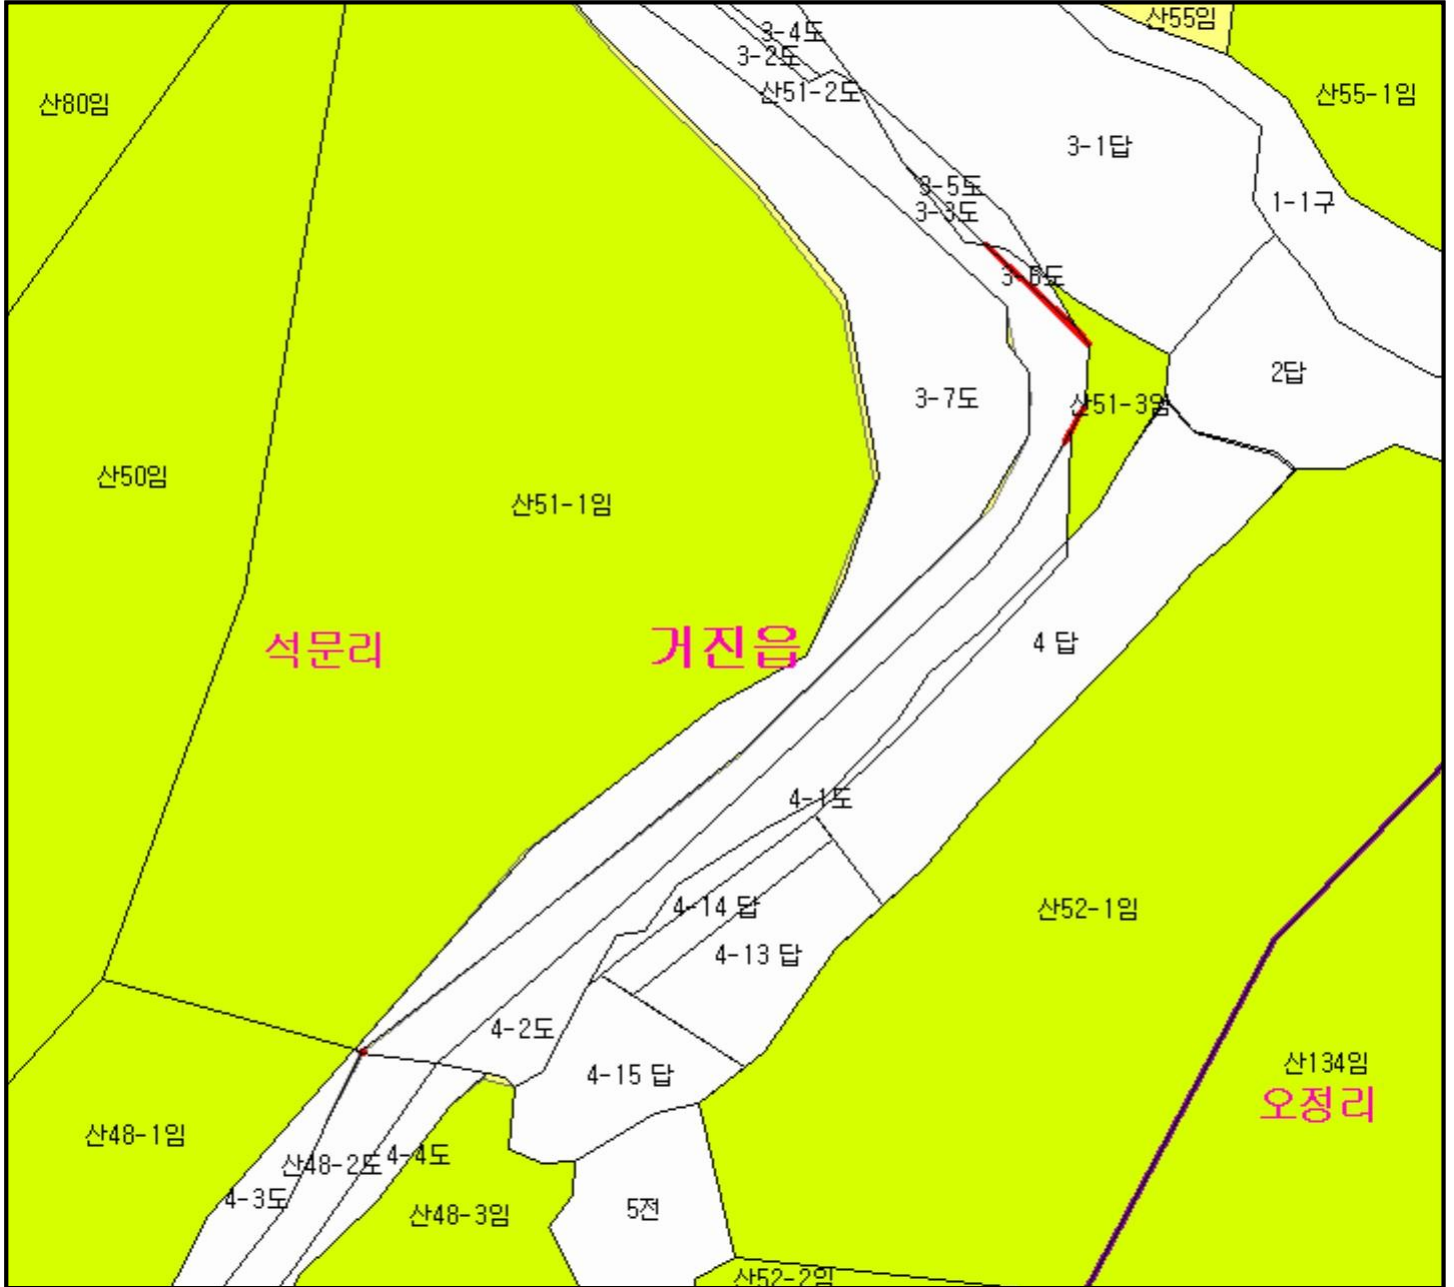 산55임
3-4도
3-2도
산51-2도
산80임
산55-1임
3-1답
3-5도
3-3도
1-1구
3-6도
2답
3-7도
산51-3임
산50임
산51-1임
석문리
거진읍
4 답
4-1도
4-14 답
산52-1임
4-13 답
4-2도
4-15 답
산134임
오정리
산48-1임
산48-2도
4-4도
4-3도
산48-3임
5전
산52-2임